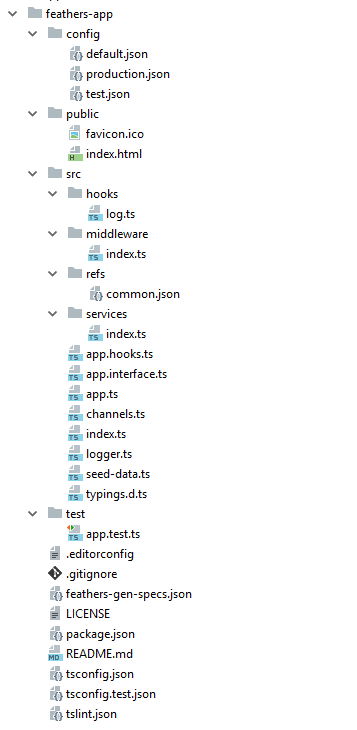 feathers-app
config
default.json
production.json
test.json
public
favicon.ico
index.html
src
hooks
log.ts
middleware
index.ts
refs
common.json
services
index.ts
app.hooks.ts
app.interface.ts
app.ts
channels.ts
index.ts
logger.ts
seed-data.ts
typings.d.ts
test
app.test.ts
.editorconfig
.gitignore
feathers-gen-specs.json
LICENSE
package.json
README.md
tsconfig.json
tsconfig.test.json
tslint.json